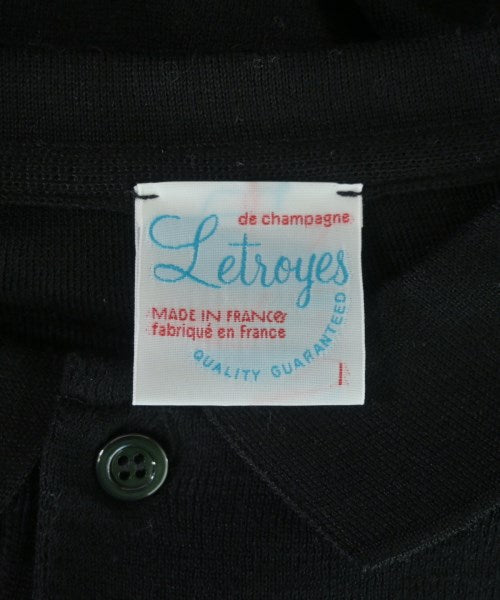 de champagne
Letroyes
MADE IN FRANCE
fabriqué en France
QUALITY GUARANTEED